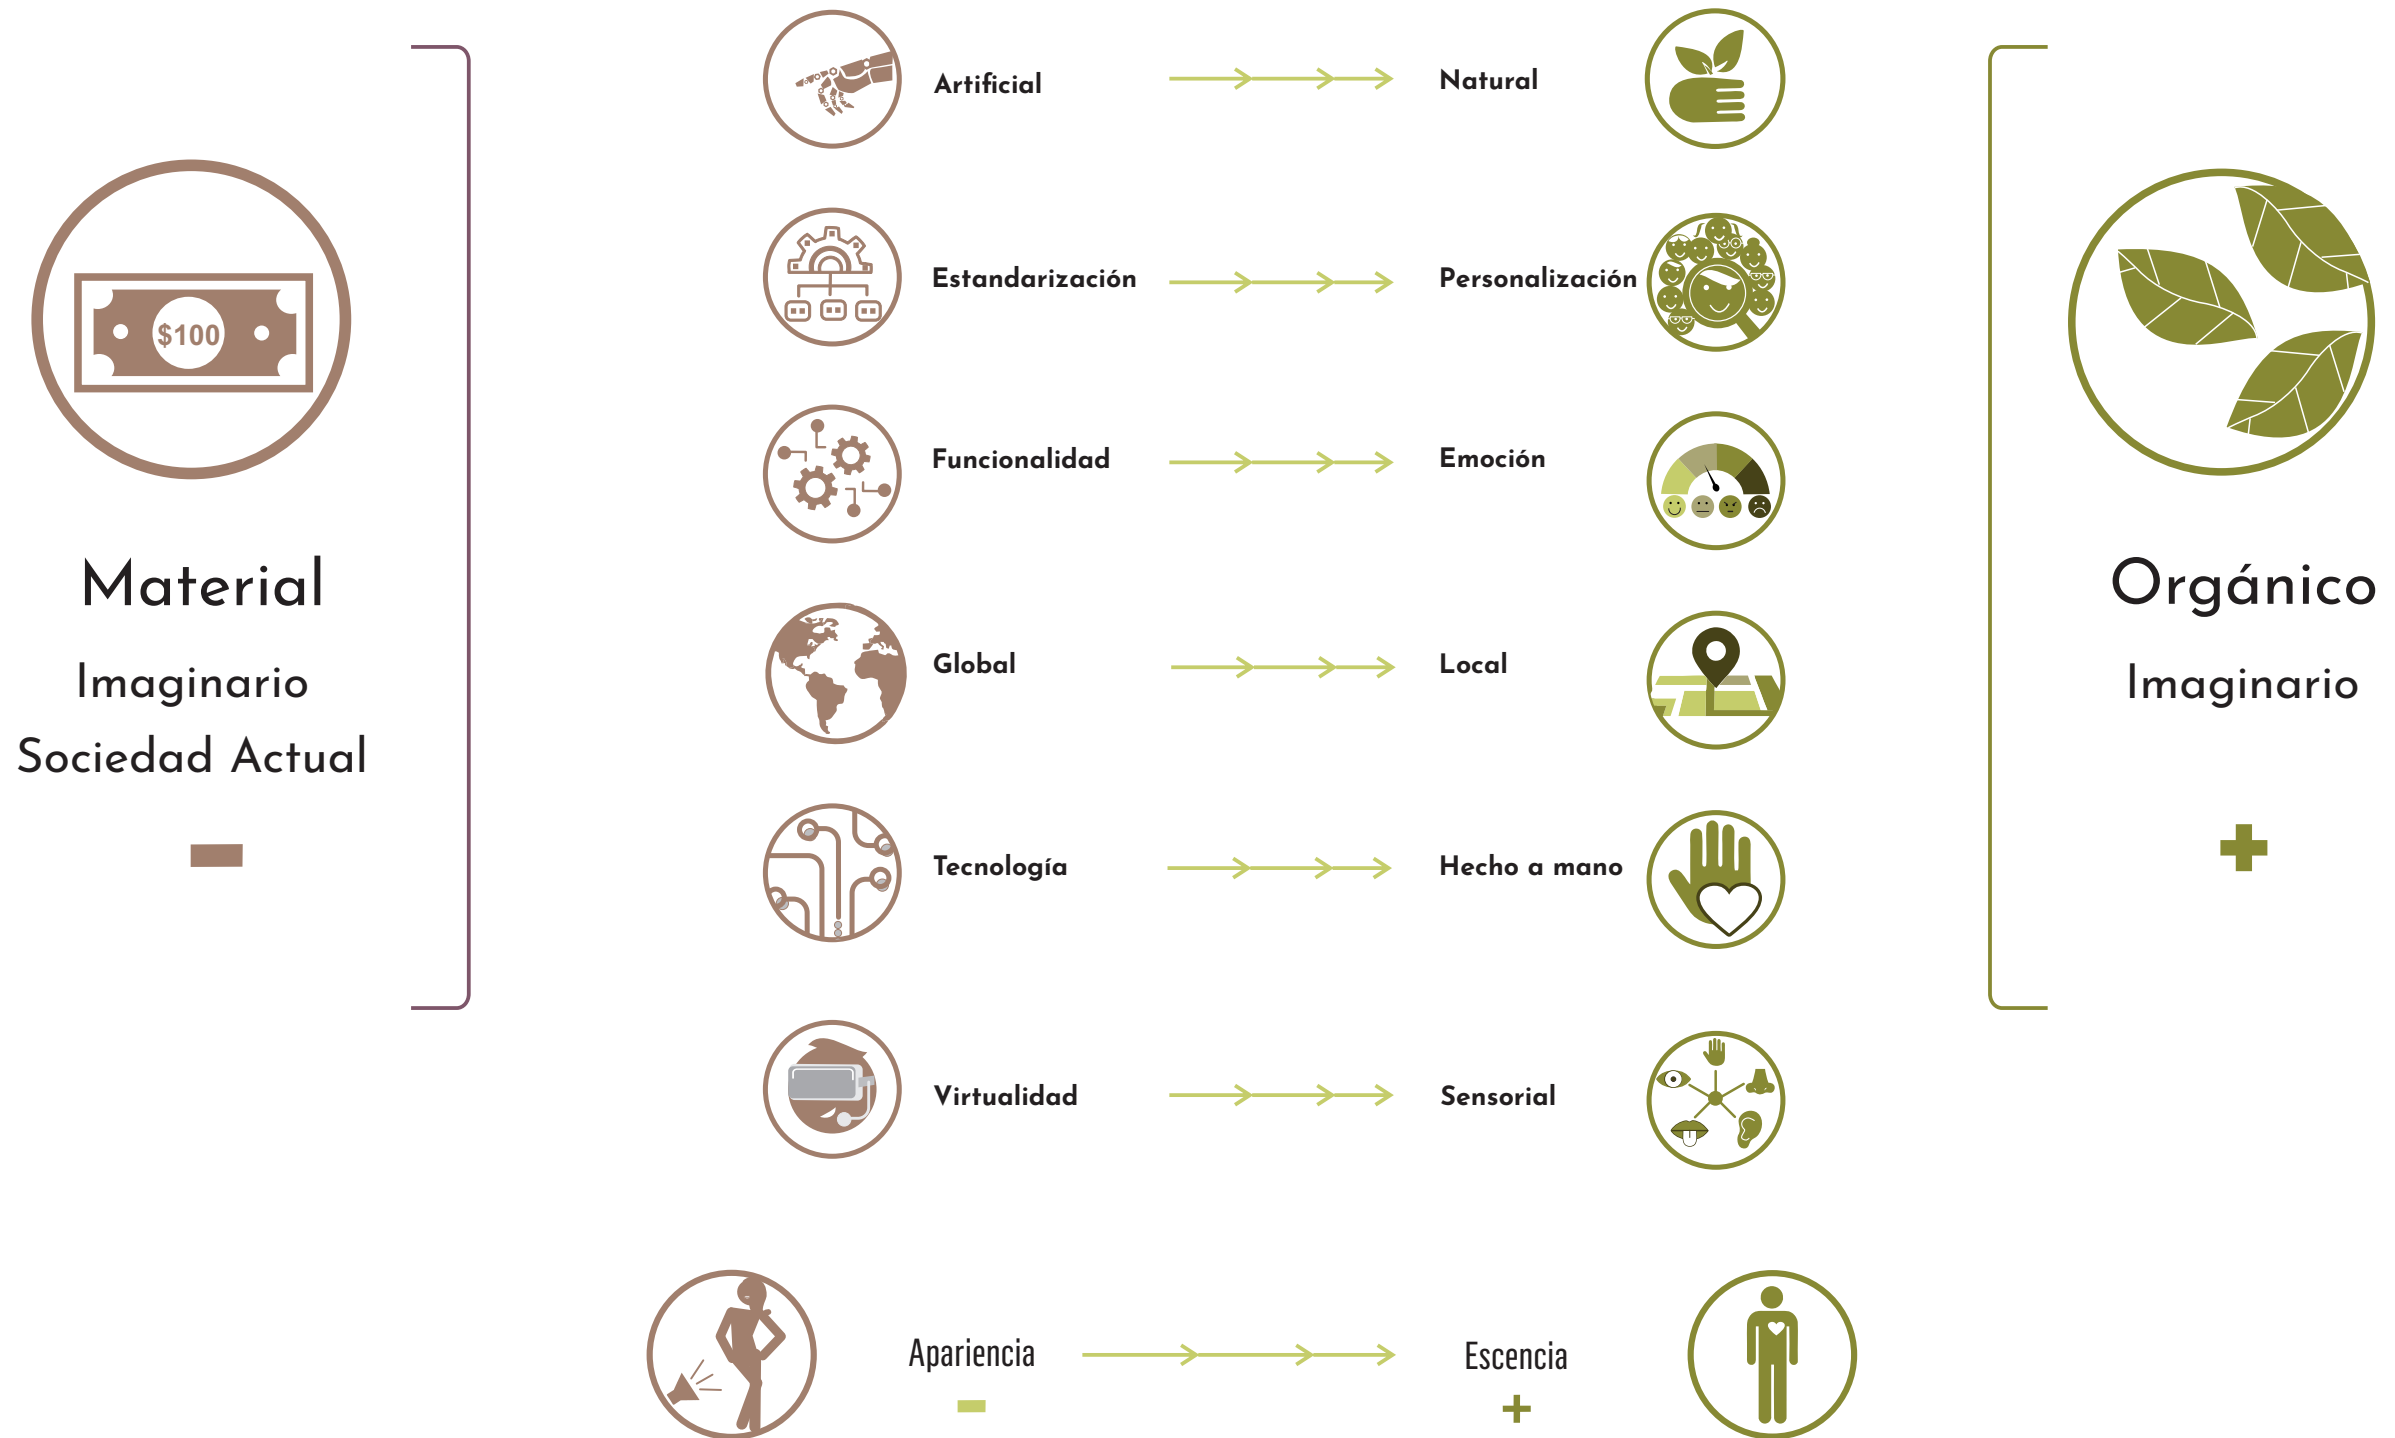 Artificial
Natural
Estandarización
Personalización
$100
Funcionalidad
Emoción
Material
Imaginario
Sociedad Actual
Orgánico
Imaginario
Global
Local
Tecnología
Hecho a mano
Virtualidad
Sensorial
Apariencia
Escencia